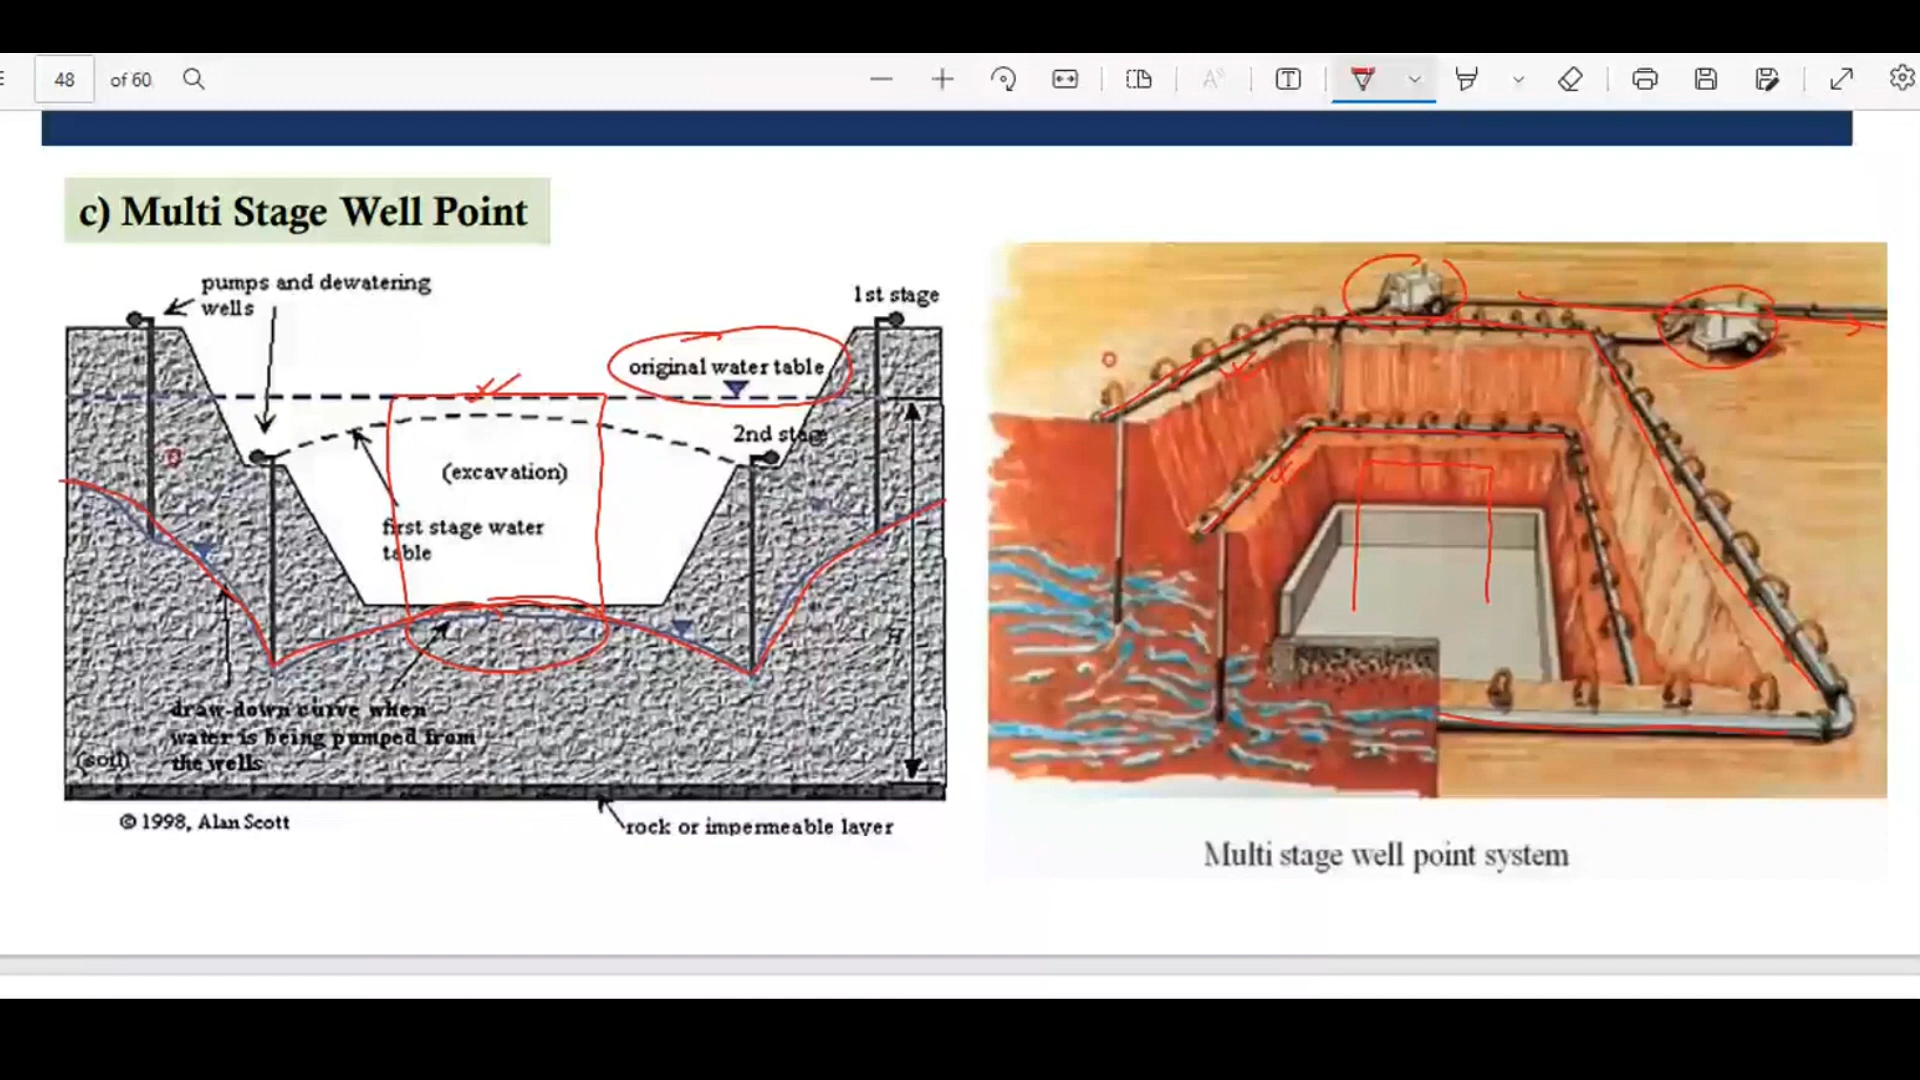 48 of 60
c) Multi Stage Well Point
pumps and dewatering
wells
1st stage
original water table
2nd stage
(excavation)
first stage water
table
H
draw-down curve when
water is being pumped from
the wells
(soil)
© 1998, Alan Scott
rock or impermeable layer
Multi stage well point system